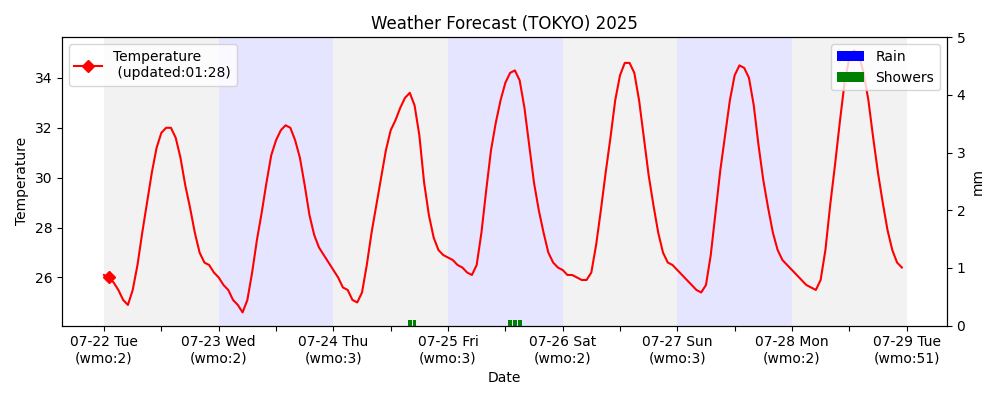 Weather Forecast (TOKYO) 2025
Temperature
(updated:01:28)
Rain
Showers
Temperature
34
32
30
28
26
5
4
3
2
1
0
mm
07-22 Tue
(wmo:2)
07-23 Wed
(wmo:2)
07-24 Thu
(wmo:3)
07-25 Fri
(wmo:3)
07-26 Sat
(wmo:2)
07-27 Sun
(wmo:3)
07-28 Mon
(wmo:2)
07-29 Tue
(wmo:51)
Date